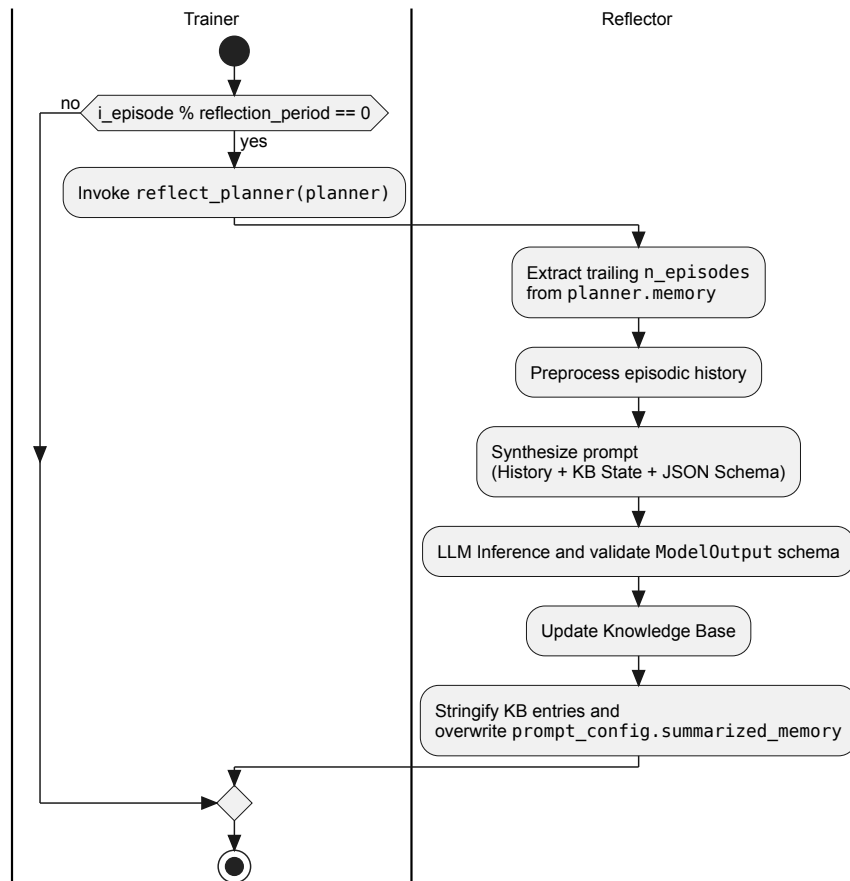 Trainer
Reflector
no
i_episode % reflection_period == 0
yes
Invoke reflect_planner(planner)
Extract trailing n_episodes
from planner.memory
Preprocess episodic history
Synthesize prompt
(History + KB State + JSON Schema)
LLM Inference and validate ModelOutput schema
Update Knowledge Base
Stringify KB entries and
overwrite prompt_config.summarized_memory